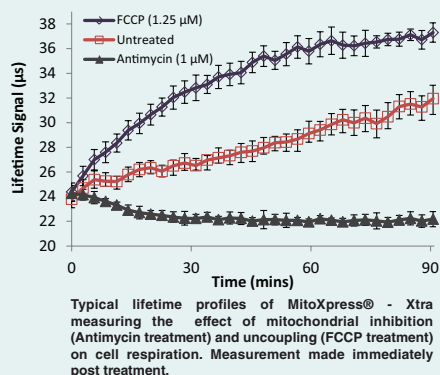 38
36
34
32
30
28
26
24
22
20
Lifetime Signal (µs)
FCCP (1.25 µM)
Untreated
Antimycin (1 µM)
0
30
60
90
Time (mins)
Typical lifetime profiles of MitoXpress® - Xtra
measuring the effect of mitochondrial inhibition
(Antimycin treatment) and uncoupling (FCCP treatment)
on cell respiration. Measurement made immediately
post treatment.